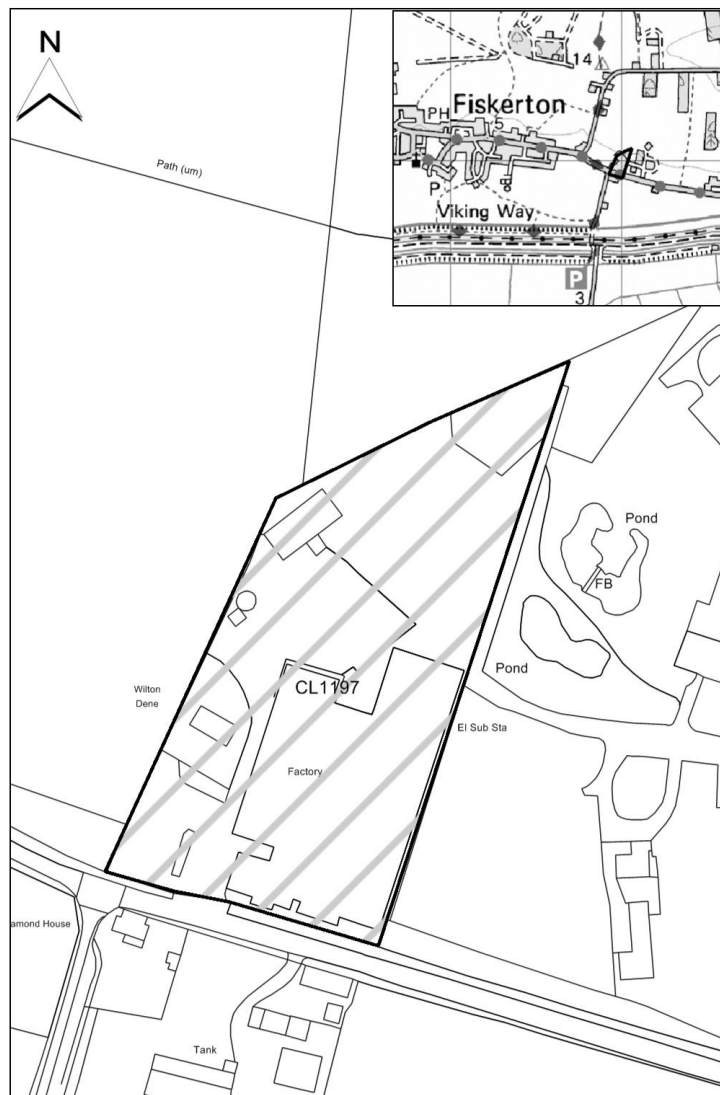 N
14
PH
Fiskerton
5
P
Viking Way
P
3
Path (um)
Pond
FB
Pond
CL1197
Wilton
Dene
El Sub Sta
Factory
amond House
Tank